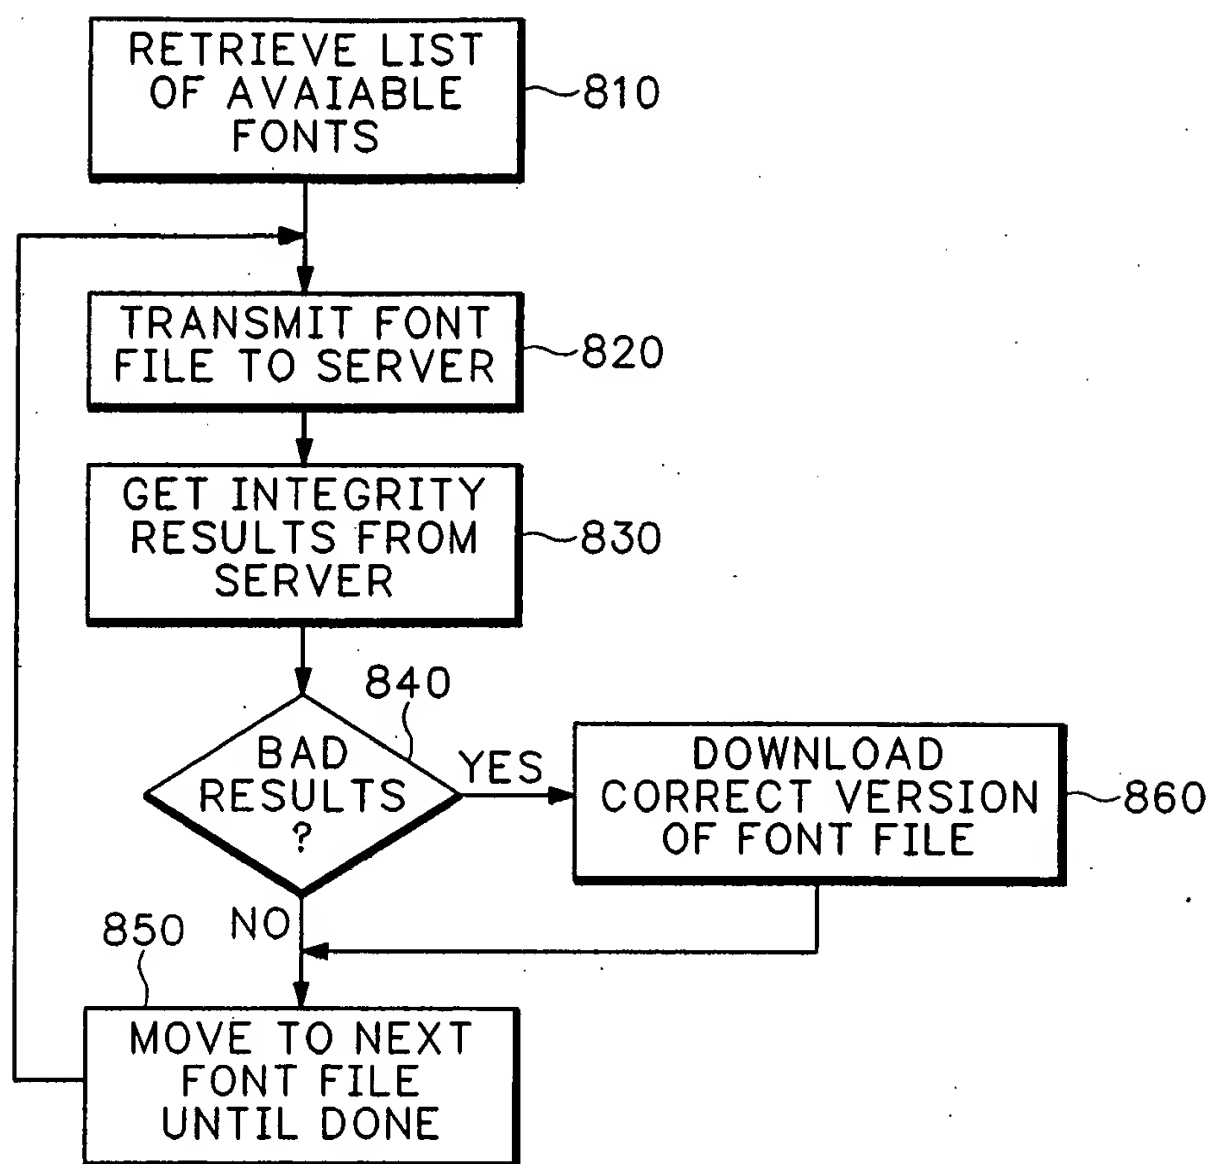 RETRIEVE LIST
OF AVAIABLE
FONTS
810
TRANSMIT FONT
FILE TO SERVER
820
GET INTEGRITY
RESULTS FROM
SERVER
830
840
BAD
RESULTS
?
YES
DOWNLOAD
CORRECT VERSION
OF FONT FILE
860
NO
850
MOVE TO NEXT
FONT FILE
UNTIL DONE